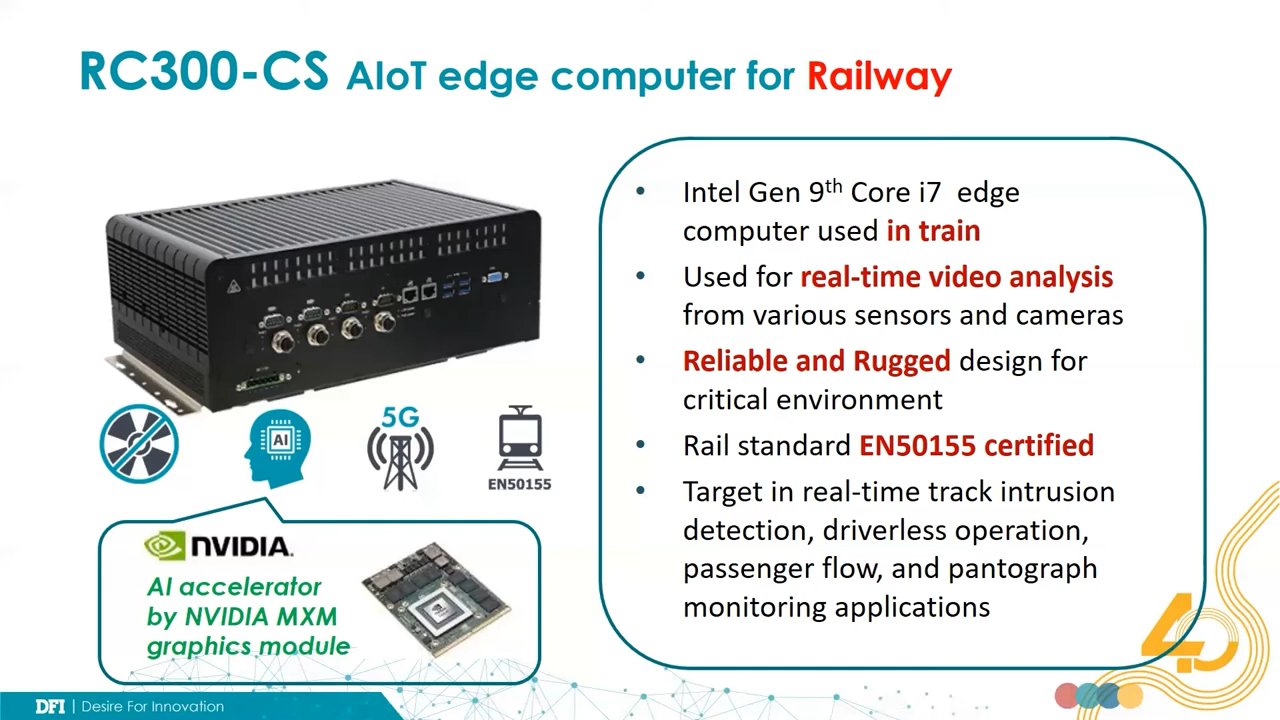 RC300-CS AIoT edge computer for Railway
• Intel Gen 9th Core i7 edge
computer used in train
• Used for real-time video analysis
from various sensors and cameras
• Reliable and Rugged design for
critical environment
• Rail standard EN50155 certified
• Target in real-time track intrusion
detection, driverless operation,
passenger flow, and pantograph
monitoring applications
AI
5G
EN50155
NVIDIA.
AI accelerator
by NVIDIA MXM
graphics module
40
DFI | Desire For Innovation